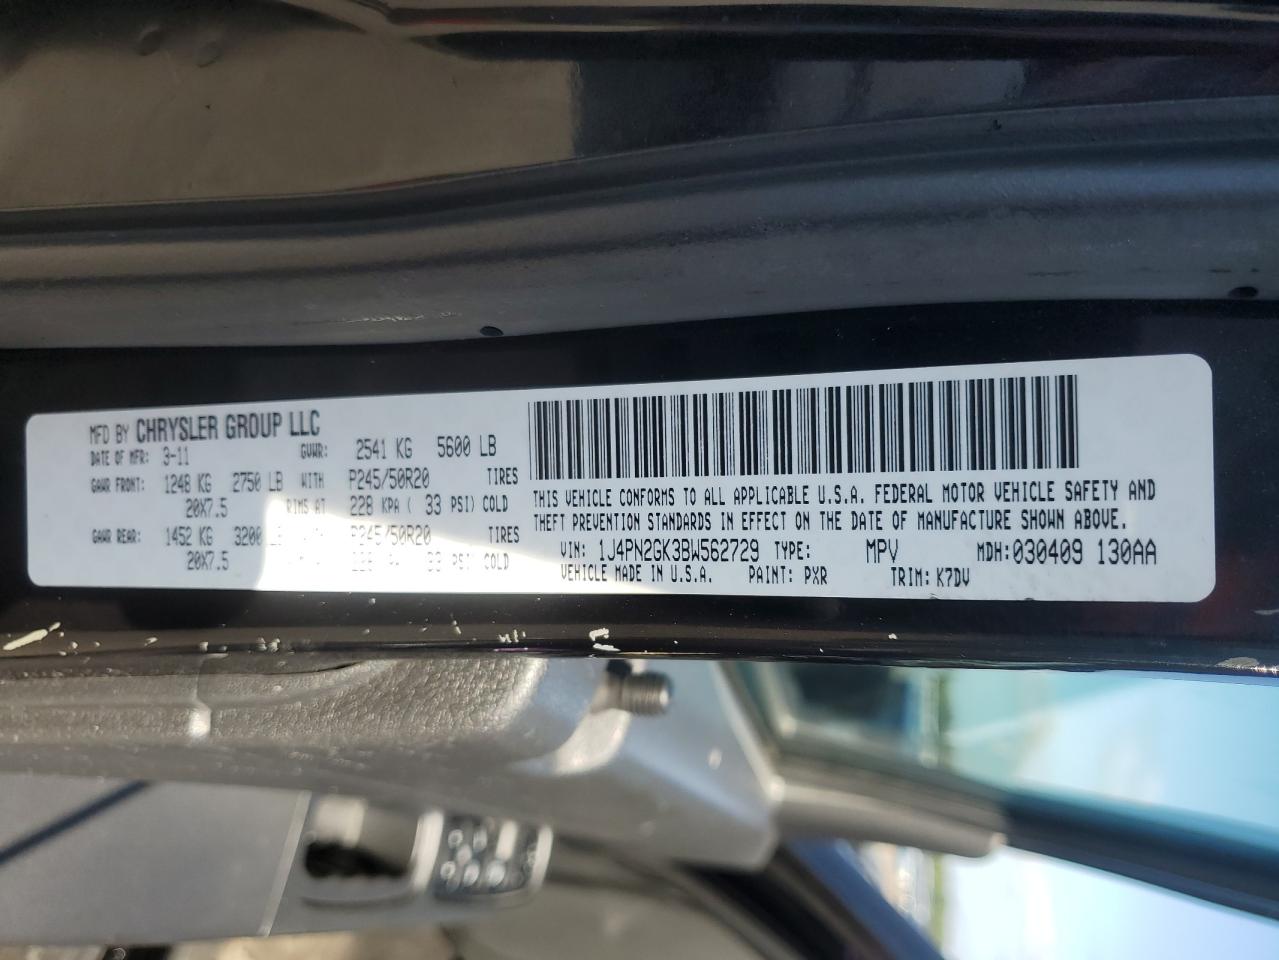 MFD BY CHRYSLER GROUP LLC
DATE OF MFR: 3-11 GVWR: 2541 KG 5600 LB
GAWR FRONT: 1248 KG 2750 LB WITH P245/50R20 TIRES
20X7.5 RIMS AT 228 KPA ( 33 PSI) COLD
GAWR REAR: 1452 KG 3200 LB P245/50R20 TIRES
20X7.5 33 PSI COLD
THIS VEHICLE CONFORMS TO ALL APPLICABLE U.S.A. FEDERAL MOTOR VEHICLE SAFETY AND
THEFT PREVENTION STANDARDS IN EFFECT ON THE DATE OF MANUFACTURE SHOWN ABOVE.
VIN: 1J4PN2GK3BW562729 TYPE: MPV MDH:030409 130AA
VEHICLE MADE IN U.S.A. PAINT: PXR TRIM: K7DV